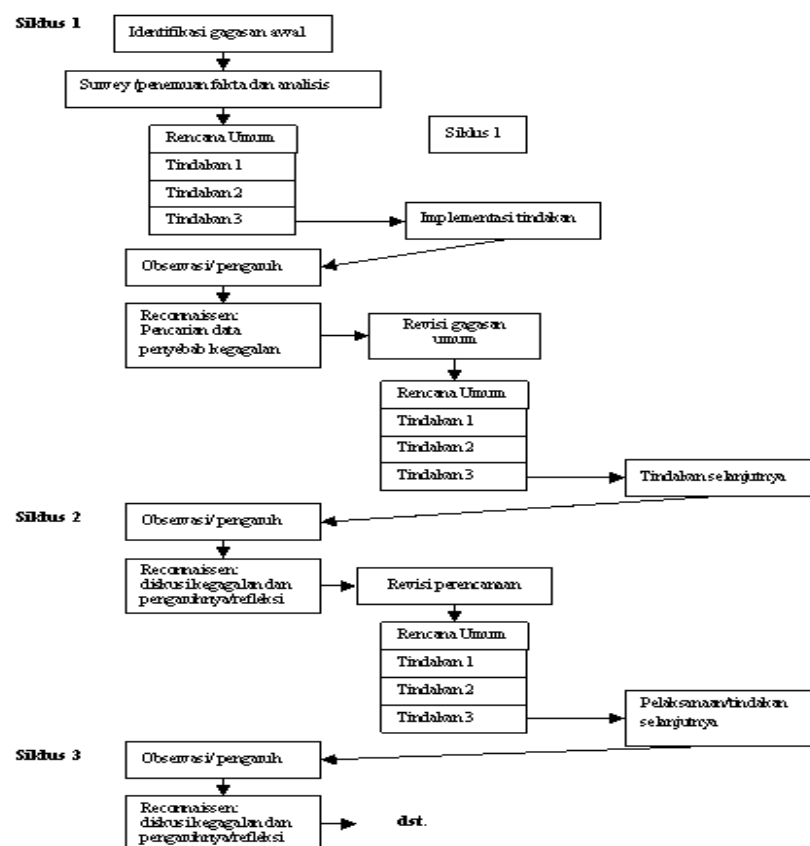 Siklus 1
Identifikasi gagasan awal
Survey /penemuan fakta dan analisis
Rencana Umum
Siklus 1
Tindakan 1
Tindakan 2
Tindakan 3
Implementasi tindakan
Observasi/ pengaruh
Reconnaissen:
Pencarian data
penyebab kegagalan
Revisi gagasan
umum
Rencana Umum
Tindakan 1
Tindakan 2
Tindakan 3
Tindakan selanjutnya
Siklus 2
Observasi/ pengaruh
Reconnaissen:
diskusi kegagalan dan
pengaruhnya/refleksi
Revisi perencanaan
Rencana Umum
Tindakan 1
Tindakan 2
Tindakan 3
Pelaksanaan/tindakan
selanjutnya
Siklus 3
Observasi/ pengaruh
Reconnaissen:
diskusi kegagalan dan
pengaruhnya/refleksi
dst.